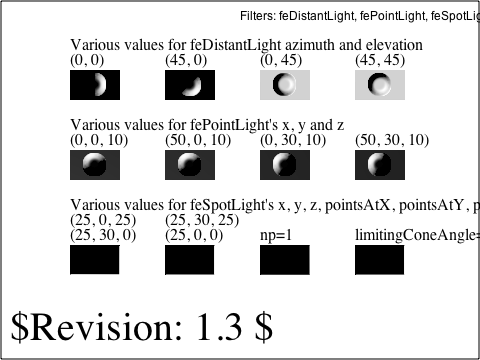 Filters: feDistantLight, fePointLight, feSpotLig
Various values for feDistantLight azimuth and elevation
(0, 0) (45, 0) (0, 45) (45, 45)
Various values for fePointLight's x, y and z
(0, 0, 10) (50, 0, 10) (0, 30, 10) (50, 30, 10)
Various values for feSpotLight's x, y, z, pointsAtX, pointsAtY, p
(25, 0, 25) (25, 30, 25)
(25, 30, 0) (25, 0, 0) np=1 limitingConeAngle=
$Revision: 1.3 $